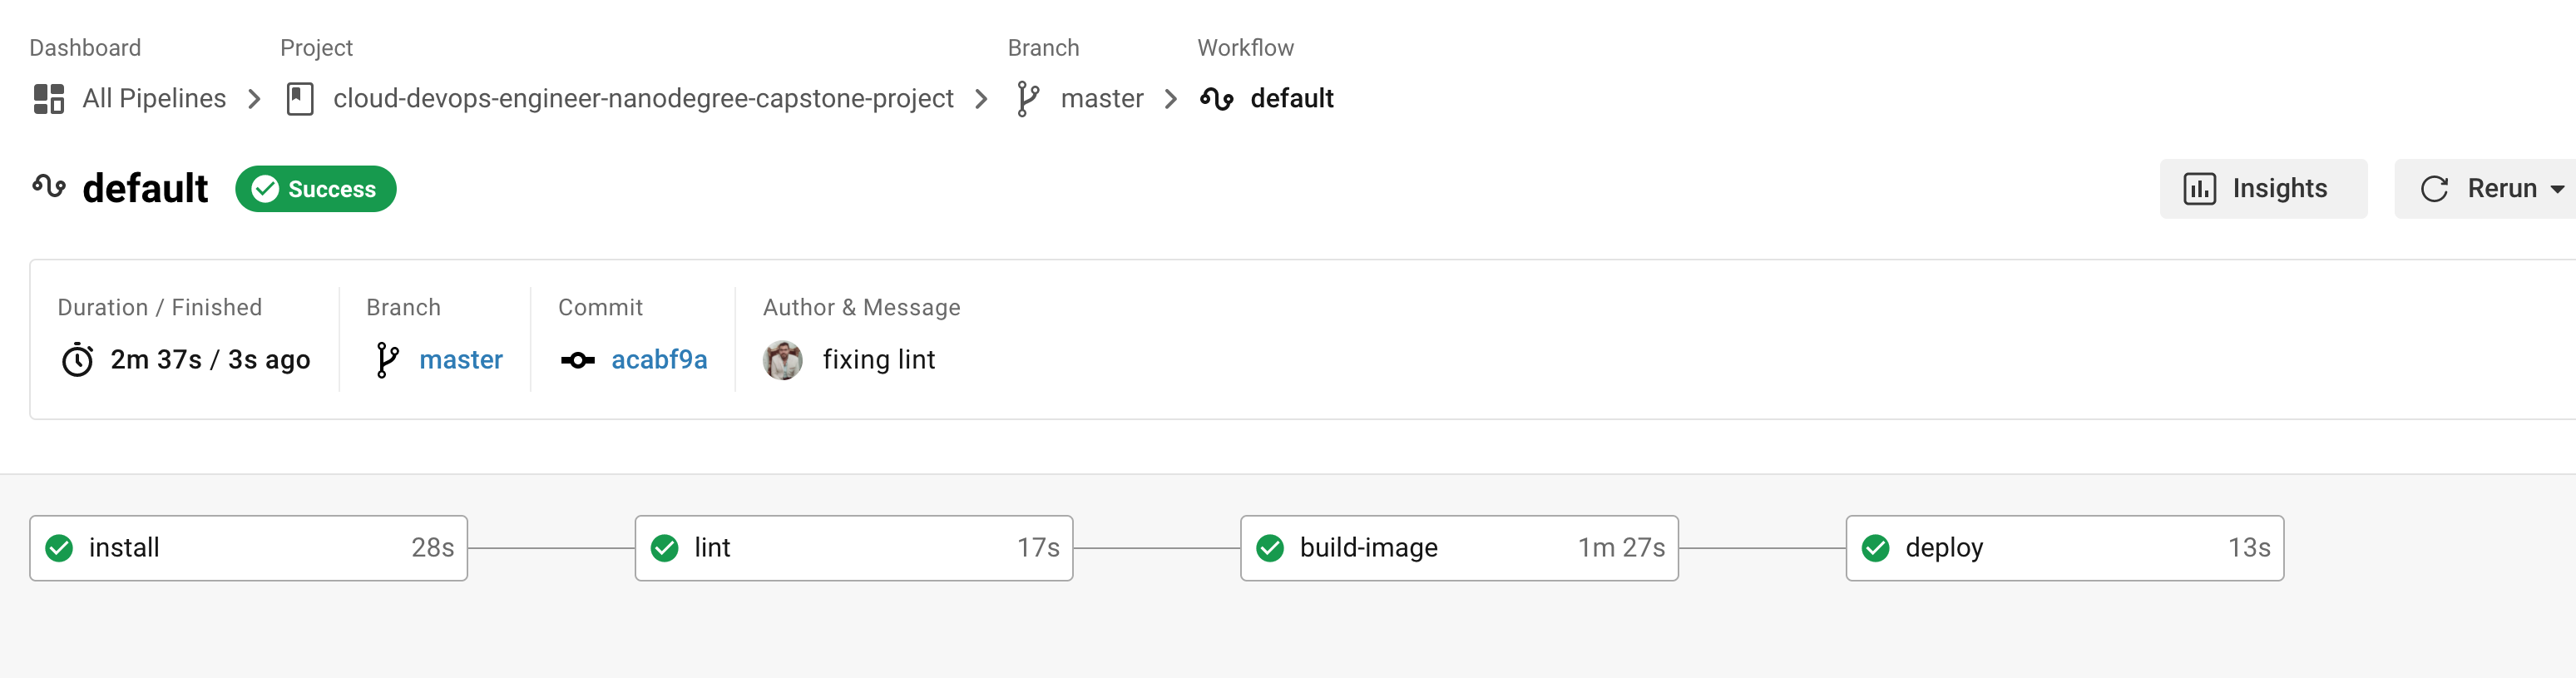 Dashboard Project Branch Workflow
All Pipelines cloud-devops-engineer-nanodegree-capstone-project master default
default Success Insights Rerun
Duration / Finished Branch Commit Author & Message
2m 37s / 3s ago master acabf9a fixing lint
install 28s lint 17s build-image 1m 27s deploy 13s